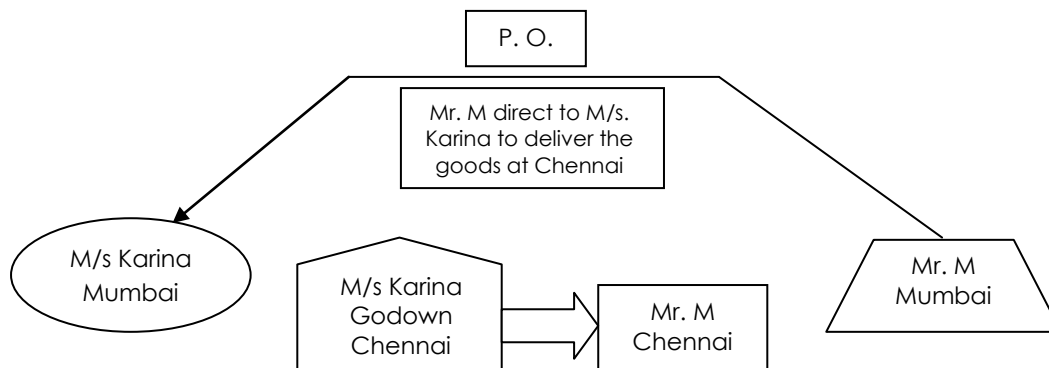 P. O.
Mr. M direct to M/s.
Karina to deliver the
goods at Chennai
M/s Karina
Mumbai
M/s Karina
Godown
Chennai
Mr. M
Chennai
Mr. M
Mumbai